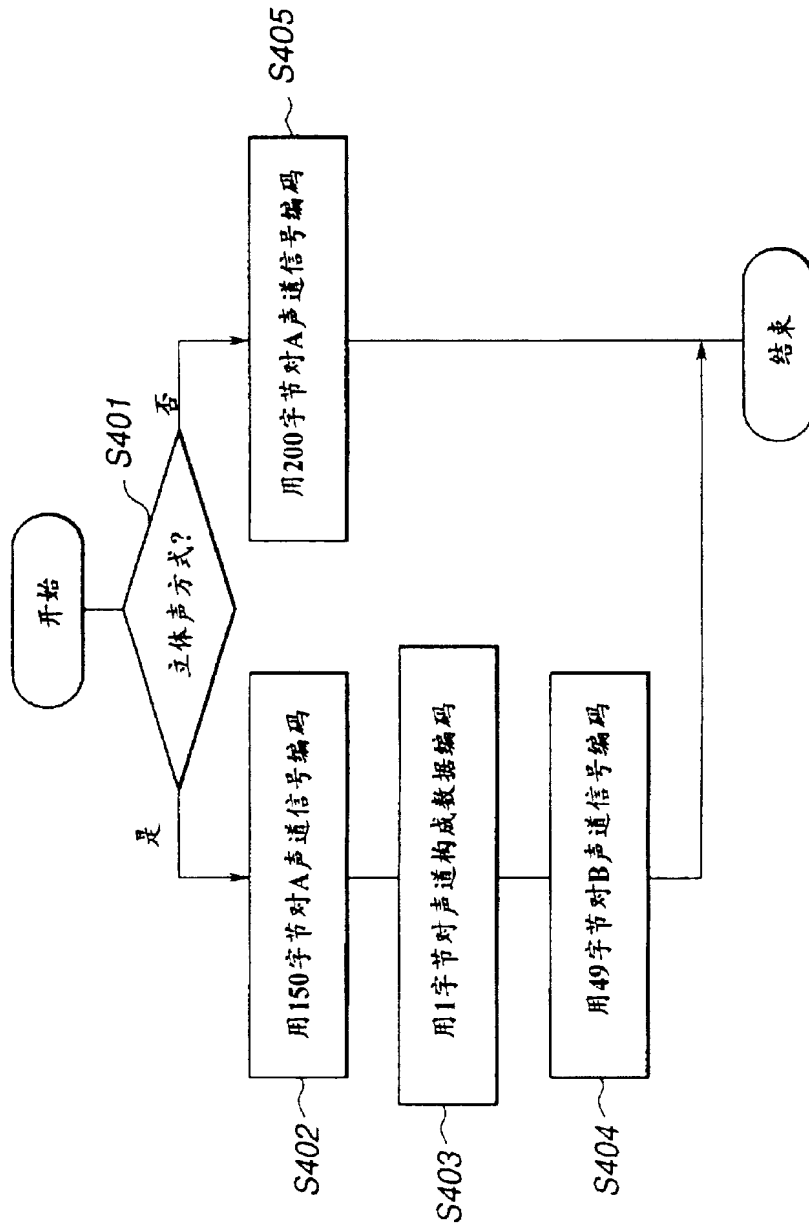 开始
S401
立体声方式?
是
否
S402
用150字节对A声道信号编码
S405
用200字节对A声道信号编码
S403
用1字节对声道构成数据编码
S404
用49字节对B声道信号编码
结束